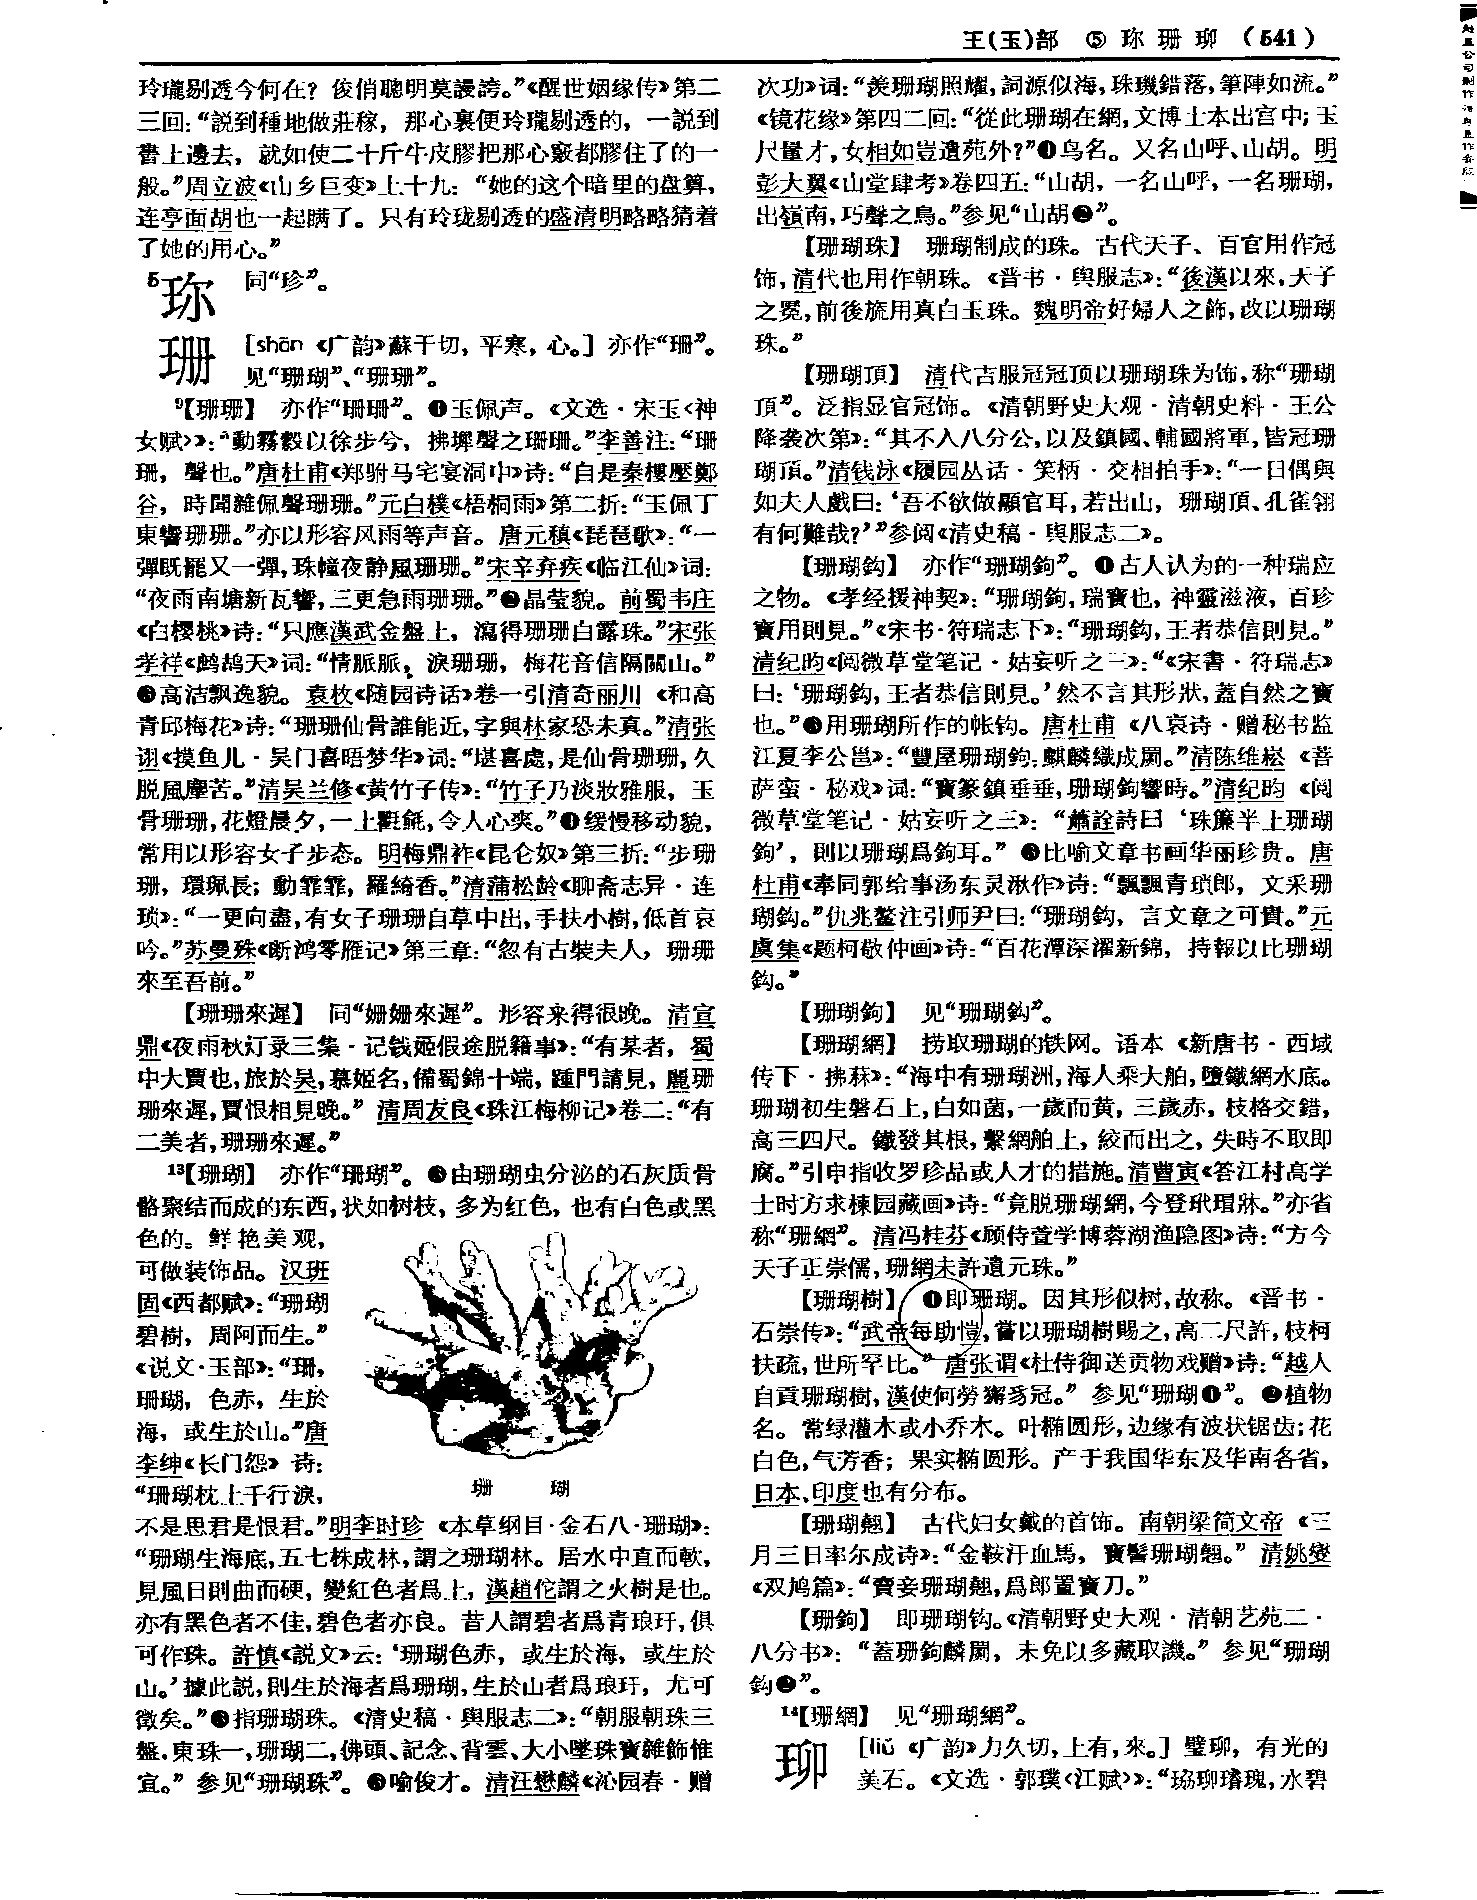 王(玉)部 ⑤ 珎 珊 珋 (541)
玲瓏剔透今何在？俊俏聰明莫謾誇。”《醒世姻缘传》第二
三回：“説到種地做莊稼，那心裏便玲瓏剔透的，一説到
書上邊去，就如使二十斤牛皮膠把那心竅都膠住了的一
般。”周立波《山乡巨变》上十九：“她的这个暗里的盘算，
连亭面胡也一起瞒了。只有玲珑剔透的盛清明略略猜着
了她的用心。”
5珎 同“珍”。
珊 [shān 《广韵》蘇干切，平寒，心。] 亦作“珊”。
见“珊瑚”、“珊珊”。
9【珊珊】 亦作“珊珊”。❶玉佩声。《文选·宋玉〈神
女赋〉》：“動霧縠以徐步兮，拂墀聲之珊珊。”李善注：“珊
珊，聲也。”唐杜甫《郑驸马宅宴洞中》诗：“自是秦樓壓鄭
谷，時聞雜佩聲珊珊。”元白樸《梧桐雨》第二折：“玉佩丁
東響珊珊。”亦以形容风雨等声音。唐元稹《琵琶歌》：“一
彈既罷又一彈，珠幢夜静風珊珊。”宋辛弃疾《临江仙》词：
“夜雨南塘新瓦響，三更急雨珊珊。”❷晶莹貌。前蜀韦庄
《白樱桃》诗：“只應漢武金盤上，瀉得珊珊白露珠。”宋张
孝祥《鹧鸪天》词：“情脈脈，淚珊珊，梅花音信隔關山。”
❸高洁飘逸貌。袁枚《随园诗话》卷一引清奇丽川《和高
青邱梅花》诗：“珊珊仙骨誰能近，字與林家恐未真。”清张
诩《摸鱼儿·吴门喜晤梦华》词：“堪喜處，是仙骨珊珊，久
脱風塵苦。”清吴兰修《黄竹子传》：“竹子乃淡妝雅服，玉
骨珊珊，花燈晨夕，一上氍毹，令人心爽。”❹缓慢移动貌，
常用以形容女子步态。明梅鼎祚《昆仑奴》第三折：“步珊
珊，環珮長；動霏霏，羅綺香。”清蒲松龄《聊斋志异·连
琐》：“一更向盡，有女子珊珊自草中出，手扶小樹，低首哀
吟。”苏曼殊《断鸿零雁记》第三章：“忽有古裝夫人，珊珊
來至吾前。”
【珊珊來遲】 同“姗姗來遲”。形容来得很晚。清宣
鼎《夜雨秋灯录三集·记钱姬假途脱籍事》：“有某者，蜀
中大賈也，旅於吴，慕姬名，備蜀錦十端，踵門請見，麗珊
珊來遲，賈恨相見晚。”清周友良《珠江梅柳记》卷二：“有
二美者，珊珊來遲。”
13【珊瑚】 亦作“珊瑚”。❶由珊瑚虫分泌的石灰质骨
骼聚结而成的东西，状如树枝，多为红色，也有白色或黑
色的。鲜艳美观，
可做装饰品。汉班
固《西都赋》：“珊瑚
碧樹，周阿而生。”
《说文·玉部》：“珊，
珊瑚，色赤，生於
海，或生於山。”唐
李绅《长门怨》诗：
“珊瑚枕上千行淚，
珊 瑚
不是思君是恨君。”明李时珍《本草纲目·金石八·珊瑚》：
“珊瑚生海底，五七株成林，謂之珊瑚林。居水中直而軟，
見風日則曲而硬，變紅色者爲上，漢趙佗謂之火樹是也。
亦有黑色者不佳，碧色者亦良。昔人謂碧者爲青琅玕，俱
可作珠。許慎《説文》云：‘珊瑚色赤，或生於海，或生於
山。’據此説，則生於海者爲珊瑚，生於山者爲琅玕，尤可
徵矣。”❷指珊瑚珠。《清史稿·舆服志二》：“朝服朝珠三
盤，東珠一，珊瑚二，佛頭、記念、背雲、大小墜珠寶雜飾惟
宜。”参见“珊瑚珠”。❸喻俊才。清汪懋麟《沁园春·赠
次功》词：“羨珊瑚照耀，詞源似海，珠璣錯落，筆陣如流。”
《镜花缘》第四二回：“從此珊瑚在網，文博士本出宫中；玉
尺量才，女相如豈遺苑外？”❹鸟名。又名山呼、山胡。明
彭大翼《山堂肆考》卷四五：“山胡，一名山呼，一名珊瑚，
出嶺南，巧聲之鳥。”参见“山胡❷”。
【珊瑚珠】 珊瑚制成的珠。古代天子、百官用作冠
饰，清代也用作朝珠。《晋书·舆服志》：“後漢以來，天子
之冕，前後旒用真白玉珠。魏明帝好婦人之飾，改以珊瑚
珠。”
【珊瑚頂】 清代吉服冠冠顶以珊瑚珠为饰，称“珊瑚
頂”。泛指显官冠饰。《清朝野史大观·清朝史料·王公
降袭次第》：“其不入八分公，以及鎮國、輔國將軍，皆冠珊
瑚頂。”清钱泳《履园丛话·笑柄·交相拍手》：“一日偶與
如夫人戲曰：‘吾不欲做顯官耳，若出山，珊瑚頂、孔雀翎
有何難哉？’”参阅《清史稿·舆服志二》。
【珊瑚鈎】 亦作“珊瑚鉤”。❶古人认为的一种瑞应
之物。《孝经援神契》：“珊瑚鉤，瑞寶也，神靈滋液，百珍
寶用則見。”《宋书·符瑞志下》：“珊瑚鈎，王者恭信則見。”
清纪昀《阅微草堂笔记·姑妄听之一》：“《宋書·符瑞志》
曰：‘珊瑚鈎，王者恭信則見。’然不言其形狀，蓋自然之寶
也。”❷用珊瑚所作的帐钩。唐杜甫《八哀诗·赠秘书监
江夏李公邕》：“豐屋珊瑚鉤，麒麟織成罽。”清陈维崧《菩
萨蛮·秘戏》词：“寶篆鎮垂垂，珊瑚鉤響時。”清纪昀《阅
微草堂笔记·姑妄听之三》：“蕭詮詩曰‘珠簾半上珊瑚
鉤’，則以珊瑚爲鉤耳。”❸比喻文章书画华丽珍贵。唐
杜甫《奉同郭给事汤东灵湫作》诗：“飄飄青瑣郎，文采珊
瑚鈎。”仇兆鳌注引师尹曰：“珊瑚鈎，言文章之可貴。”元
虞集《题柯敬仲画》诗：“百花潭深濯新錦，持報以比珊瑚
鈎。”
【珊瑚鉤】 见“珊瑚鈎”。
【珊瑚網】 捞取珊瑚的铁网。语本《新唐书·西域
传下·拂菻》：“海中有珊瑚洲，海人乘大舶，墮鐵網水底。
珊瑚初生磐石上，白如菌，一歲而黄，三歲赤，枝格交錯，
高三四尺。鐵發其根，繫網舶上，絞而出之，失時不取即
腐。”引申指收罗珍品或人才的措施。清曹寅《答江村高学
士时方求楝园藏画》诗：“竟脱珊瑚網，今登玳瑁牀。”亦省
称“珊網”。清冯桂芬《顾侍萱学博蓉湖渔隐图》诗：“方今
天子正崇儒，珊網未許遺元珠。”
【珊瑚樹】 ❶即珊瑚。因其形似树，故称。《晋书·
石崇传》：“武帝每助愷，嘗以珊瑚樹賜之，高二尺許，枝柯
扶疏，世所罕比。”唐张谓《杜侍御送贡物戏赠》诗：“越人
自貢珊瑚樹，漢使何勞獬豸冠。”参见“珊瑚❶”。❷植物
名。常绿灌木或小乔木。叶椭圆形，边缘有波状锯齿；花
白色，气芳香；果实椭圆形。产于我国华东及华南各省，
日本、印度也有分布。
【珊瑚翹】 古代妇女戴的首饰。南朝梁简文帝《三
月三日率尔成诗》：“金鞍汗血馬，寶髻珊瑚翹。”清姚燮
《双鸩篇》：“賣妾珊瑚翹，爲郎置寶刀。”
【珊鉤】 即珊瑚钩。《清朝野史大观·清朝艺苑二·
八分书》：“蓋珊鉤麟罽，未免以多藏取譏。”参见“珊瑚
鈎❷”。
14【珊網】 见“珊瑚網”。
珋 [liǔ 《广韵》力久切，上有，來。] 璧珋，有光的
美石。《文选·郭璞〈江赋〉》：“珕珋璿瑰，水碧